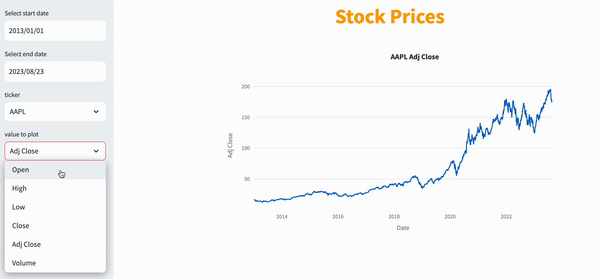 Select start date
2013/01/01
Select end date
2023/08/23
ticker
AAPL
value to plot
Adj Close
Open
High
Low
Close
Adj Close
Volume
Stock Prices
AAPL Adj Close
Adj Close
200
150
100
50
2014
2016
2018
2020
2022
Date